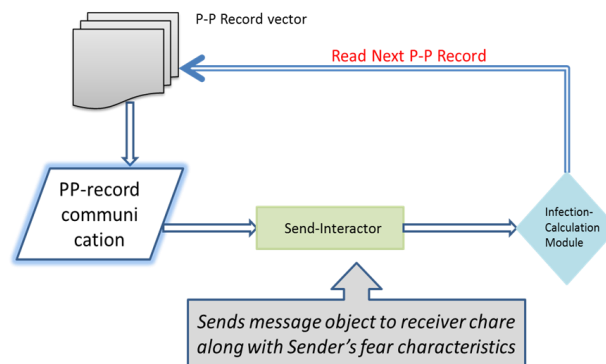 P-P Record vector
Read Next P-P Record
PP-record
communi
cation
Send-Interactor
Infection-
Calculation
Module
Sends message object to receiver chare
along with Sender's fear characteristics